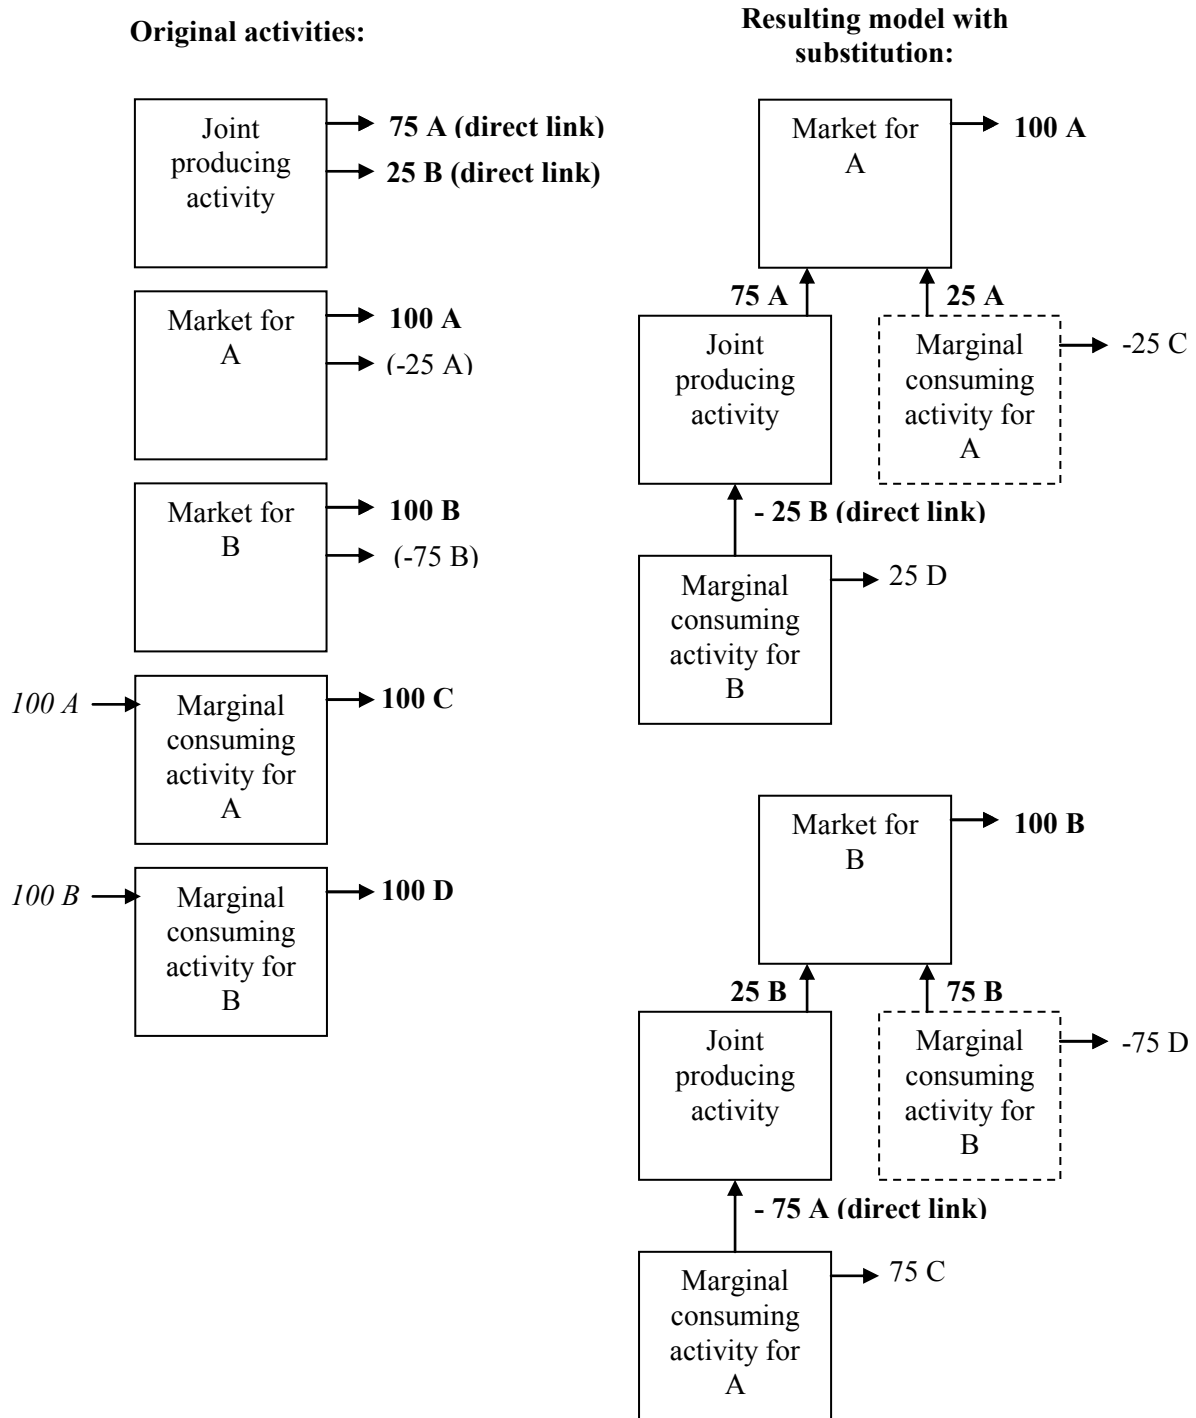 Original activities:
Joint
producing
activity
75 A (direct link)
25 B (direct link)
Market for
A
100 A
(-25 A)
Market for
B
100 B
(-75 B)
100 A
Marginal
consuming
activity for
A
100 C
100 B
Marginal
consuming
activity for
B
100 D
Resulting model with
substitution:
Market for
A
100 A
75 A
25 A
Joint
producing
activity
Marginal
consuming
activity for
A
-25 C
- 25 B (direct link)
Marginal
consuming
activity for
B
25 D
Market for
B
100 B
25 B
75 B
Joint
producing
activity
Marginal
consuming
activity for
B
-75 D
- 75 A (direct link)
Marginal
consuming
activity for
A
75 C